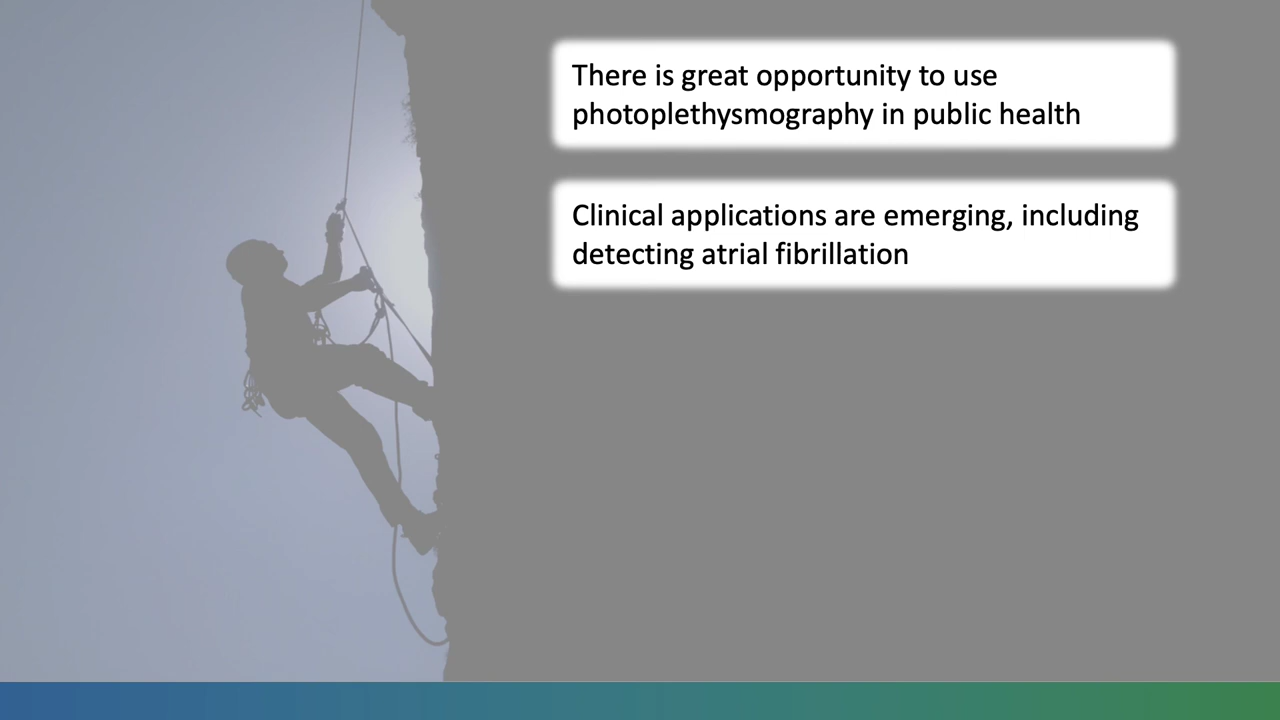 There is great opportunity to use
photoplethysmography in public health
Clinical applications are emerging, including
detecting atrial fibrillation